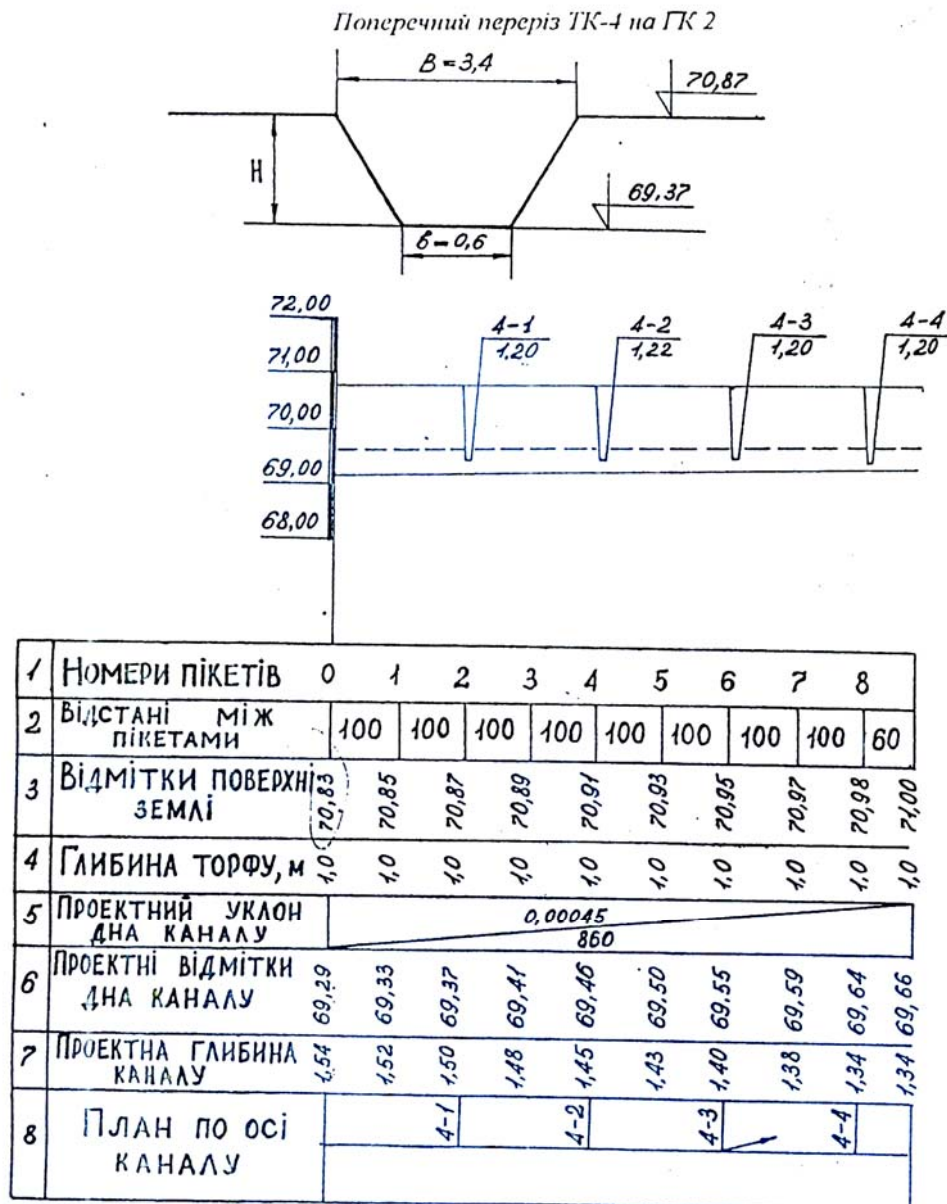 Поперечний переріз ТК-4 на ГК 2
В = 3,4
70,87
H
69,37
в = 0,6
72,00
71,00
70,00
69,00
68,00
4-1
1,20
4-2
1,22
4-3
1,20
4-4
1,20
1 НОМЕРИ ПІКЕТІВ 0 1 2 3 4 5 6 7 8
2 ВІДСТАНІ МІЖ
ПІКЕТАМИ 100 100 100 100 100 100 100 100 60
3 ВІДМІТКИ ПОВЕРХНІ
ЗЕМЛІ 70,83 70,85 70,87 70,89 70,91 70,93 70,95 70,97 70,98 71,00
4 ГЛИБИНА ТОРФУ, м 1,0 1,0 1,0 1,0 1,0 1,0 1,0 1,0 1,0 1,0
5 ПРОЕКТНИЙ УКЛОН
ДНА КАНАЛУ
0,00045
860
6 ПРОЕКТНІ ВІДМІТКИ
ДНА КАНАЛУ 69,29 69,33 69,37 69,41 69,46 69.50 69.55 69.59 69,64 69,66
7 ПРОЕКТНА ГЛИБИНА
КАНАЛУ 1,54 1,52 1,50 1,48 1,45 1,43 1,40 1,38 1,34 1,34
8 ПЛАН ПО ОСІ
КАНАЛУ
4-1 4-2 4-3 4-4